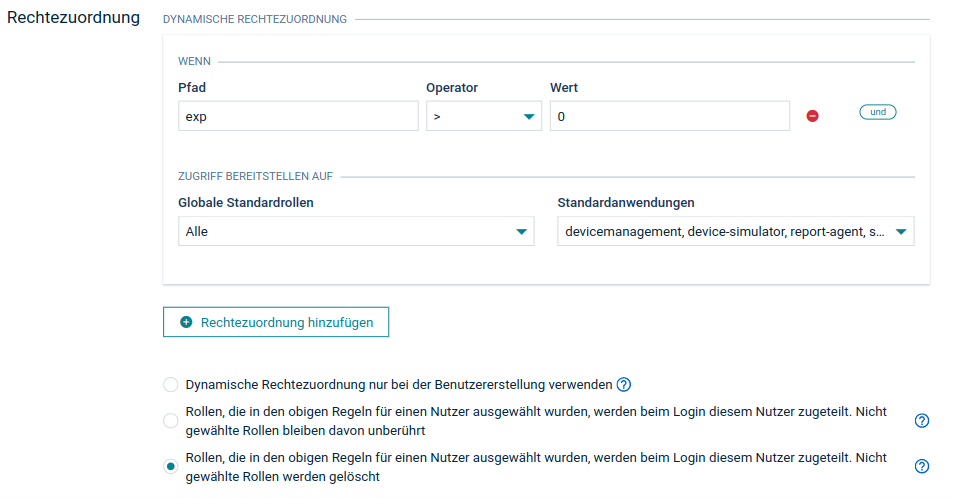 Rechtezuordnung
DYNAMISCHE RECHTEZUORDNUNG
WENN
Pfad Operator Wert
exp > 0 und
ZUGRIFF BEREITSTELLEN AUF
Globale Standardrollen Standardanwendungen
Alle devicemanagement, device-simulator, report-agent, s...
Rechtezuordnung hinzufügen
Dynamische Rechtezuordnung nur bei der Benutzererstellung verwenden ?
Rollen, die in den obigen Regeln für einen Nutzer ausgewählt wurden, werden beim Login diesem Nutzer zugeteilt. Nicht
gewählte Rollen bleiben davon unberührt ?
Rollen, die in den obigen Regeln für einen Nutzer ausgewählt wurden, werden beim Login diesem Nutzer zugeteilt. Nicht
gewählte Rollen werden gelöscht ?